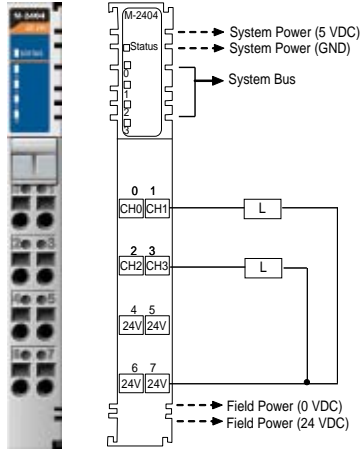 M-2404
M-2404
Status
0
1
2
3
System Power (5 VDC)
System Power (GND)
System Bus
0 1
CH0 CH1
L
2 3
CH2 CH3
L
4 5
24V 24V
6 7
24V 24V
Field Power (0 VDC)
Field Power (24 VDC)